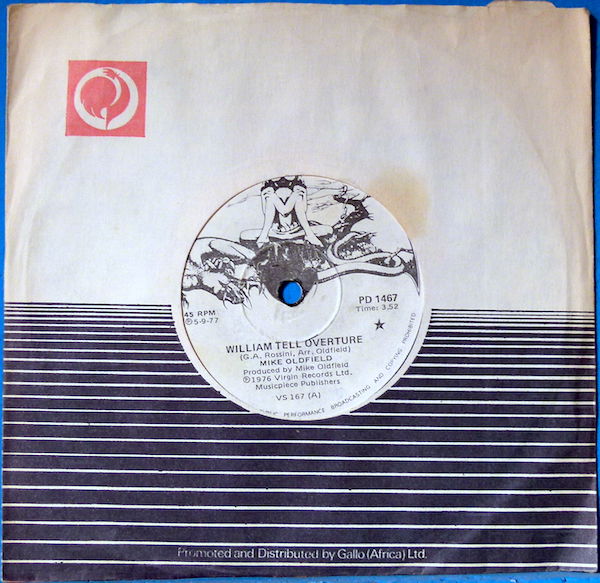 PD 1467
Time: 3,52
45 RPM
℗5-9-77
WILLIAM TELL OVERTURE
(G.A. Rossini, Arr. Oldfield)
MIKE OLDFIELD
Produced by Mike Oldfield
℗1976 Virgin Records Ltd.
Musicpiece Publishers
VS 167 (A)
PERFORMANCE BROADCASTING AND COPYING PROHIBITED
Promoted and Distributed by Gallo (Africa) Ltd.